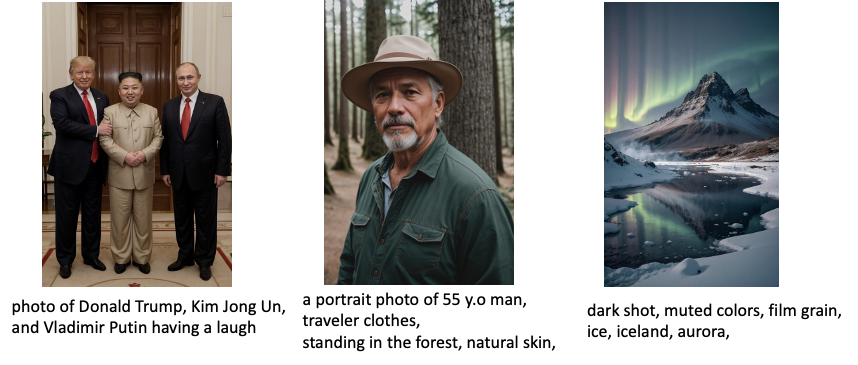 photo of Donald Trump, Kim Jong Un,
and Vladimir Putin having a laugh
a portrait photo of 55 y.o man,
traveler clothes,
standing in the forest, natural skin,
dark shot, muted colors, film grain,
ice, iceland, aurora,